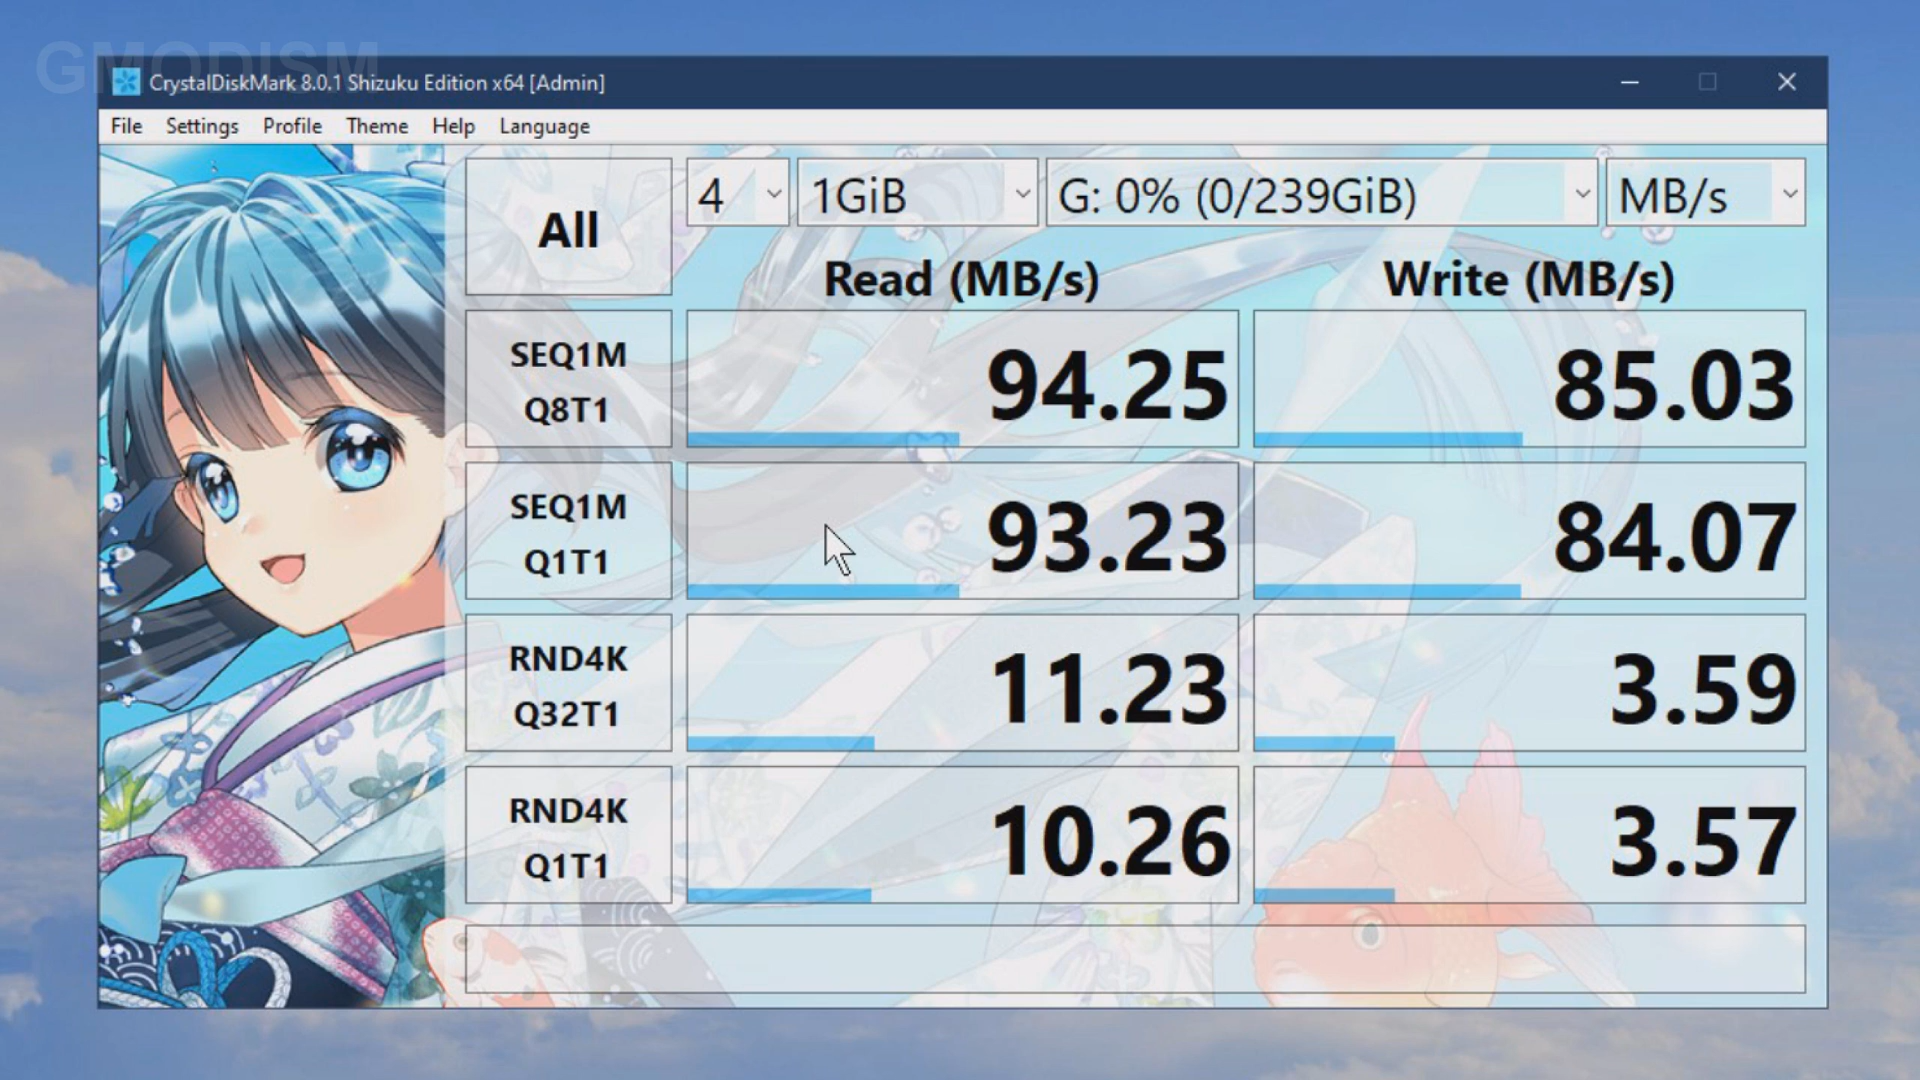 GMODISM
CrystalDiskMark 8.0.1 Shizuku Edition x64 [Admin]
File Settings Profile Theme Help Language
All
4
1GiB
G: 0% (0/239GiB)
MB/s
Read (MB/s)
Write (MB/s)
SEQ1M
Q8T1
94.25
85.03
SEQ1M
Q1T1
93.23
84.07
RND4K
Q32T1
11.23
3.59
RND4K
Q1T1
10.26
3.57